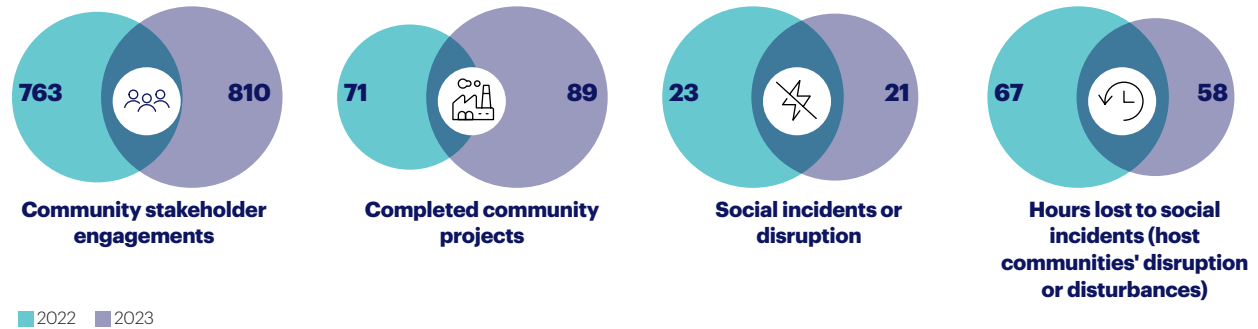 763
810
Community stakeholder
engagements
71
89
Completed community
projects
23
21
Social incidents or
disruption
67
58
Hours lost to social
incidents (host
communities' disruption
or disturbances)
2022
2023